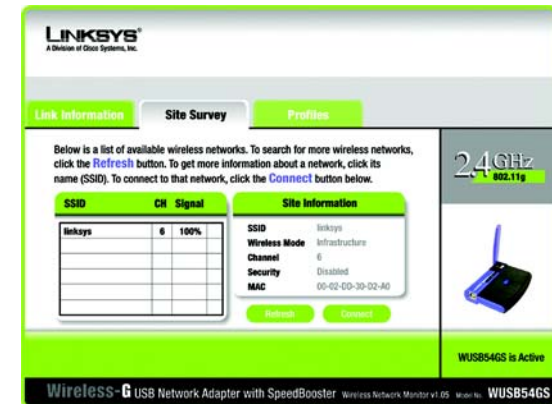 LINKSYS®
A Division of Cisco Systems, Inc.
Link Information Site Survey Profiles
Below is a list of available wireless networks. To search for more wireless networks,
click the Refresh button. To get more information about a network, click its
name (SSID). To connect to that network, click the Connect button below.
SSID CH Signal
linksys 6 100%
Site Information
SSID linksys
Wireless Mode Infrastructure
Channel 6
Security Disabled
MAC 00-02-DD-30-D2-A0
Refresh Connect
2.4GHz
802.11g
WUSB54GS is Active
Wireless-G USB Network Adapter with SpeedBooster Wireless Network Monitor v1.05 Model No. WUSB54GS